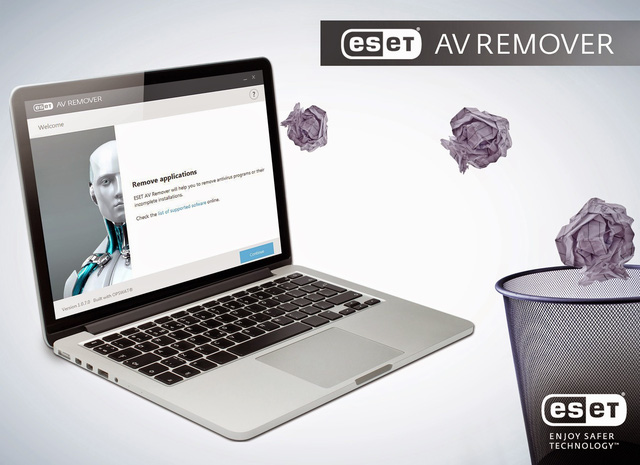 eset AV REMOVER
eset AV REMOVER
Welcome
?
Remove applications
ESET AV Remover will help you to remove antivirus programs or their
incomplete installations.
Check the list of supported software online.
Continue
eset
ENJOY SAFER
TECHNOLOGY™